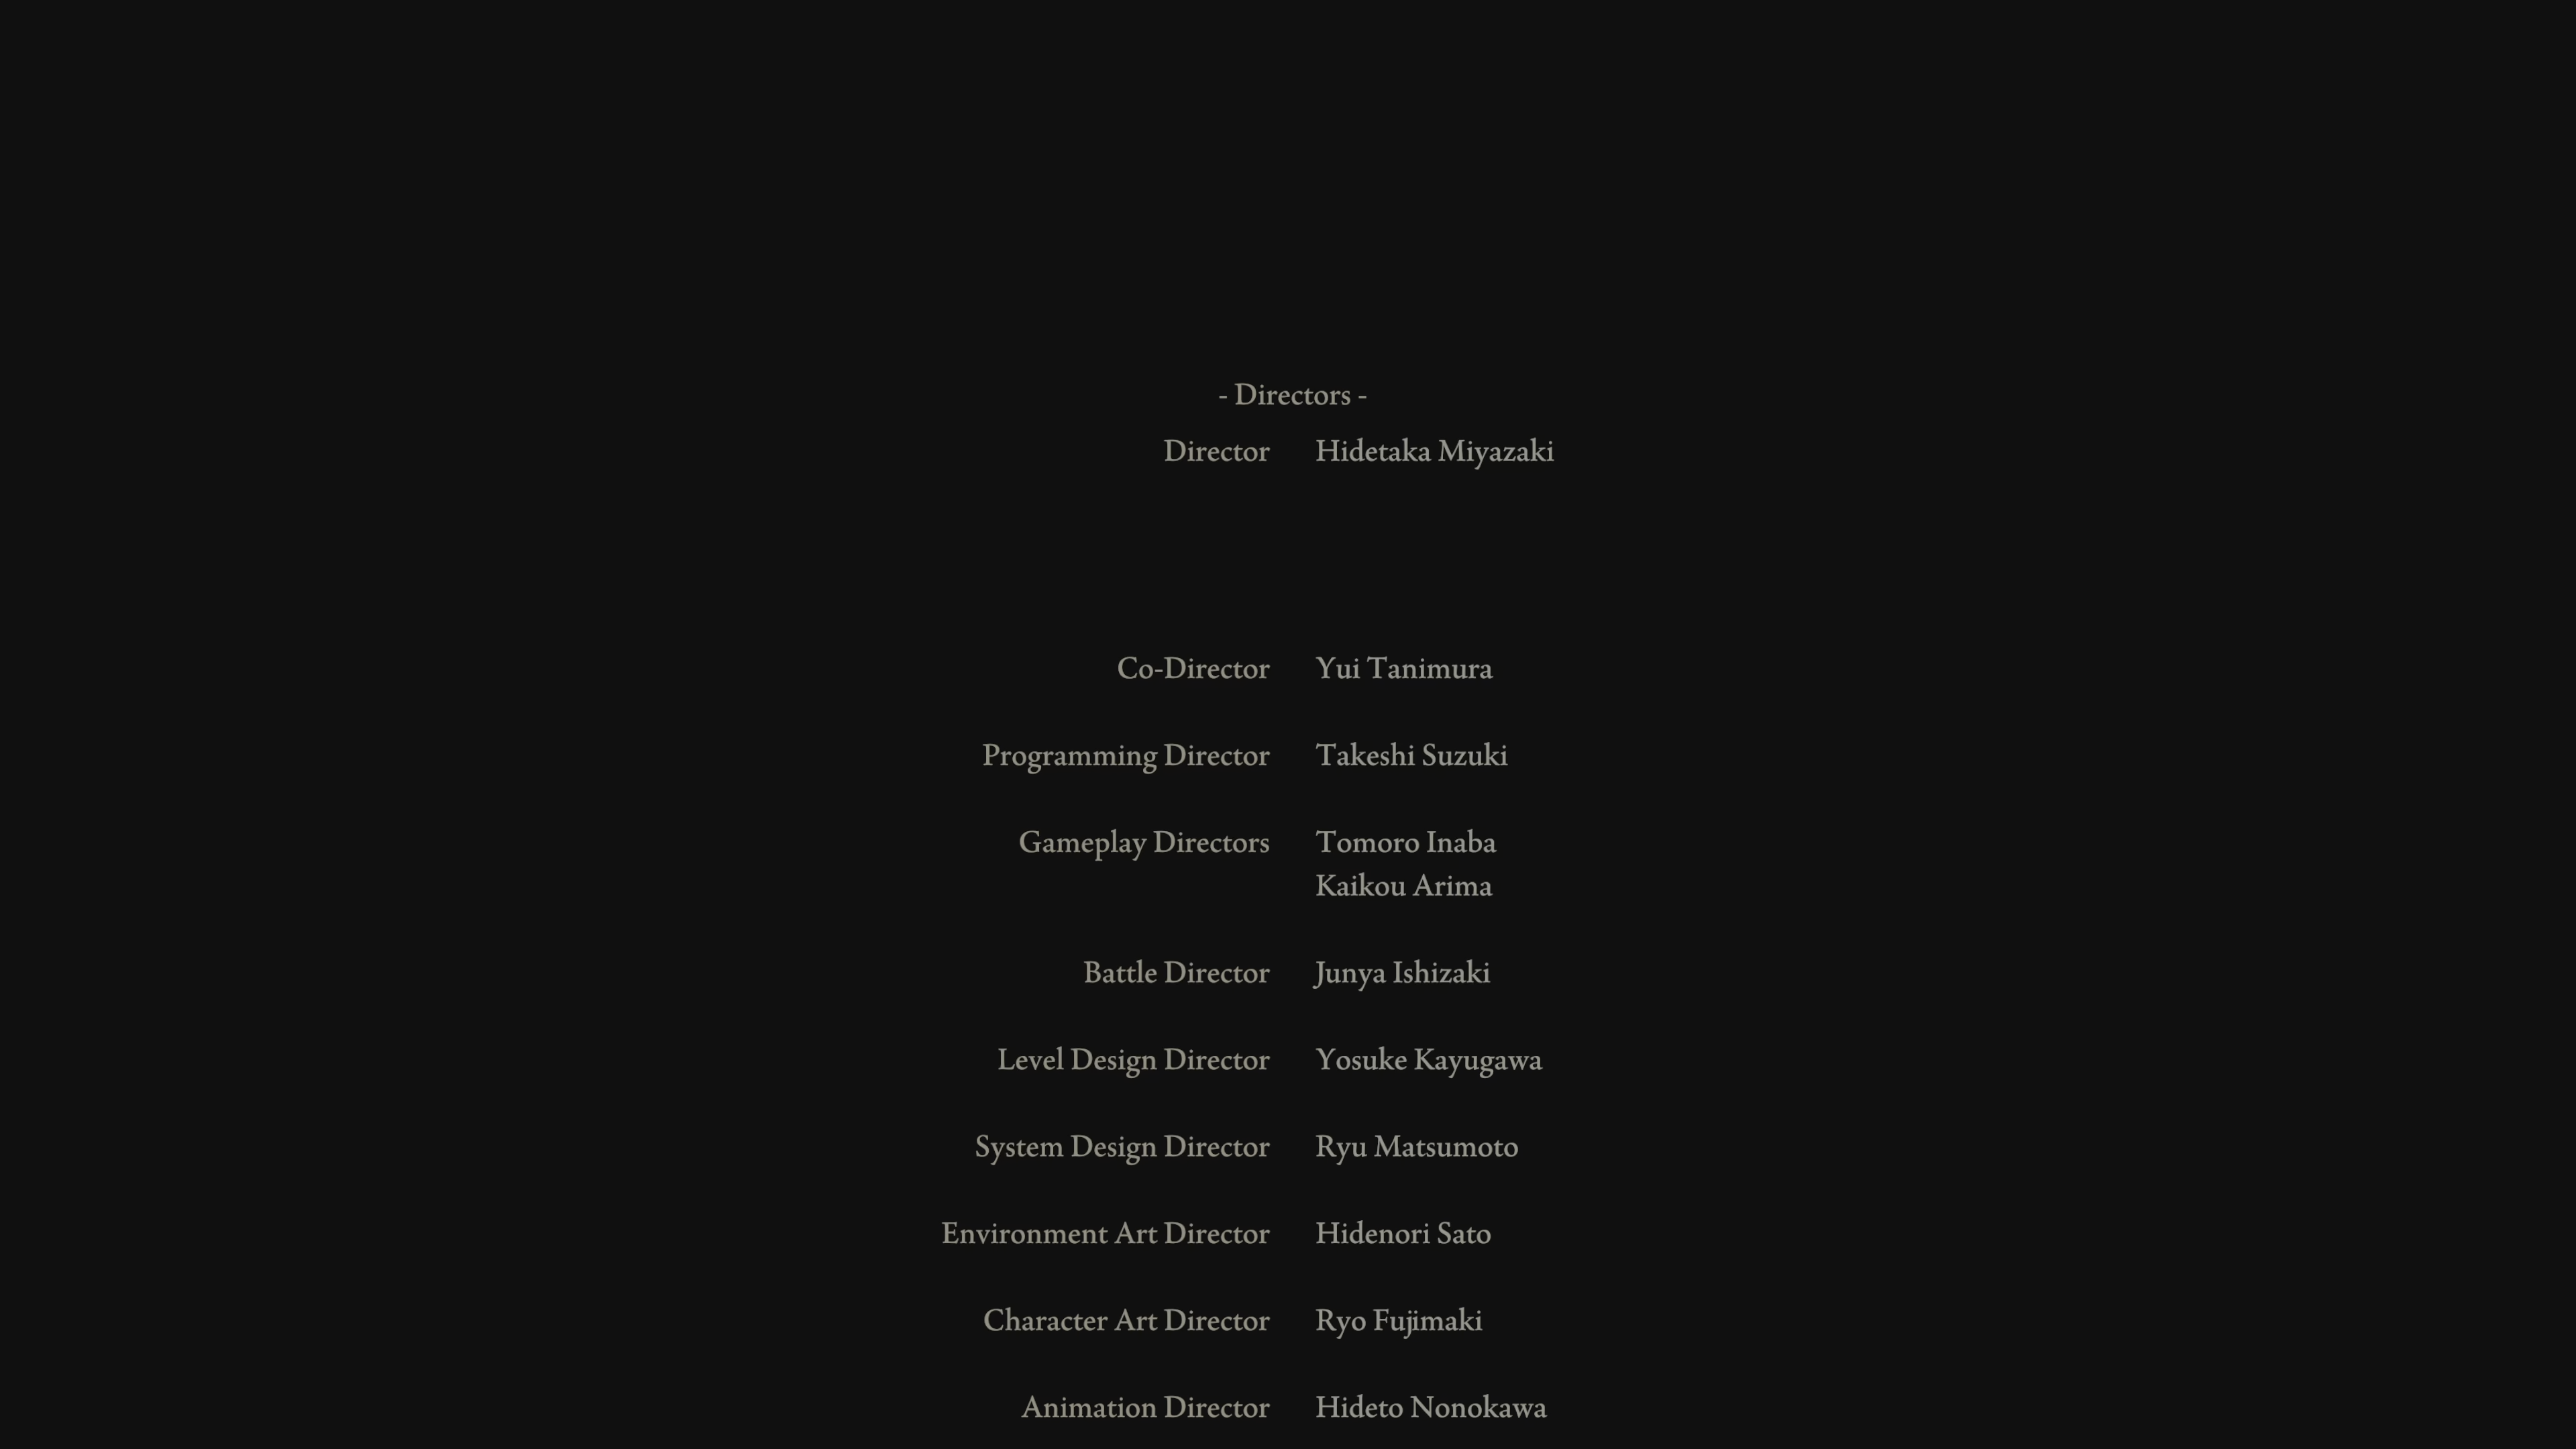 - Directors -
Director Hidetaka Miyazaki
Co-Director Yui Tanimura
Programming Director Takeshi Suzuki
Gameplay Directors Tomoro Inaba
Kaikou Arima
Battle Director Junya Ishizaki
Level Design Director Yosuke Kayugawa
System Design Director Ryu Matsumoto
Environment Art Director Hidenori Sato
Character Art Director Ryo Fujimaki
Animation Director Hideto Nonokawa